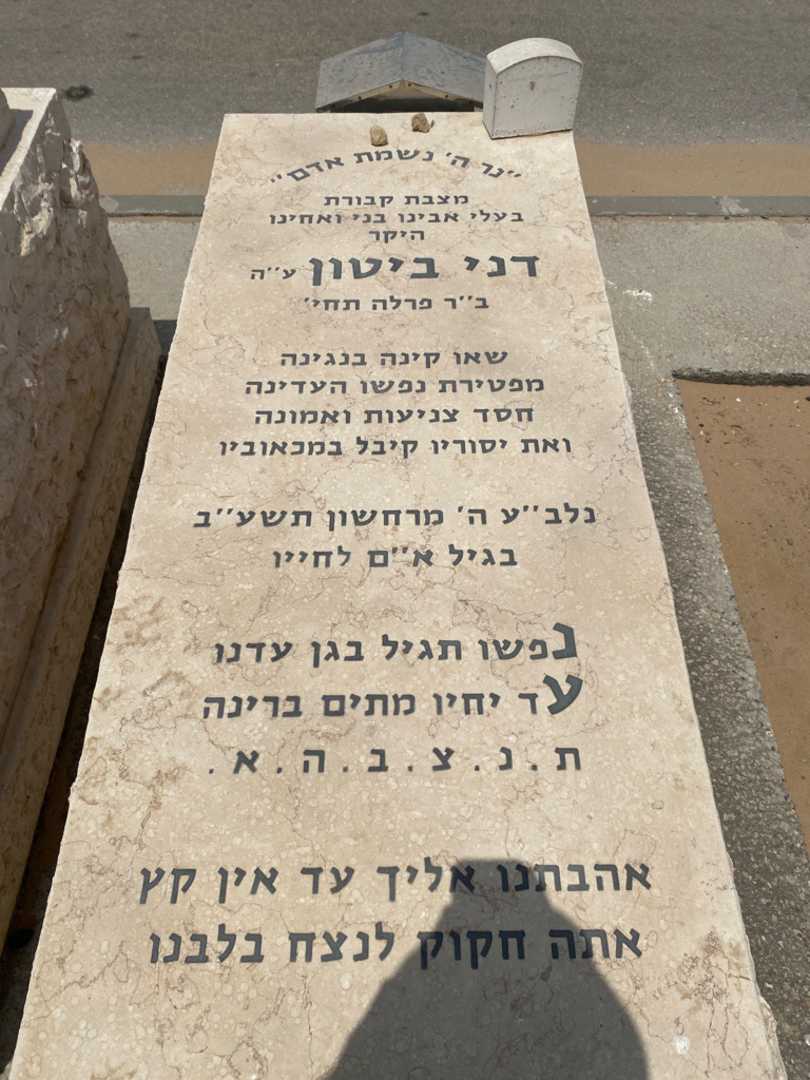 "נר ה' נשמת אדם"
מצבת קבורת
בעלי אבינו בני ואחינו
היקר
דני ביטון ע"ה
ב"ר פרלה תחי'
שאו קינה בנגינה
מפטירת נפשו העדינה
חסד צניעות ואמונה
ואת יסוריו קיבל במכאוביו
נלב"ע ה' מרחשון תשע"ב
בגיל א"ם לחייו
נפשו תגיל בגן עדנו
עד יחיו מתים ברינה
ת.נ.צ.ב.ה.א.
אהבתנו אליך עד אין קץ
אתה חקוק לנצח בלבנו